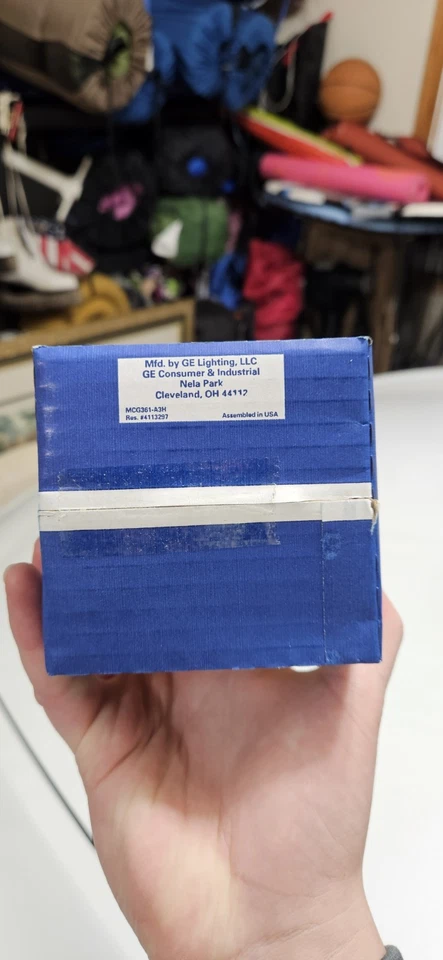 Mfd. by GE Lighting, LLC
GE Consumer & Industrial
Nela Park
Cleveland, OH 44112
MCG361-A3H
Res. #4113297
Assembled in USA